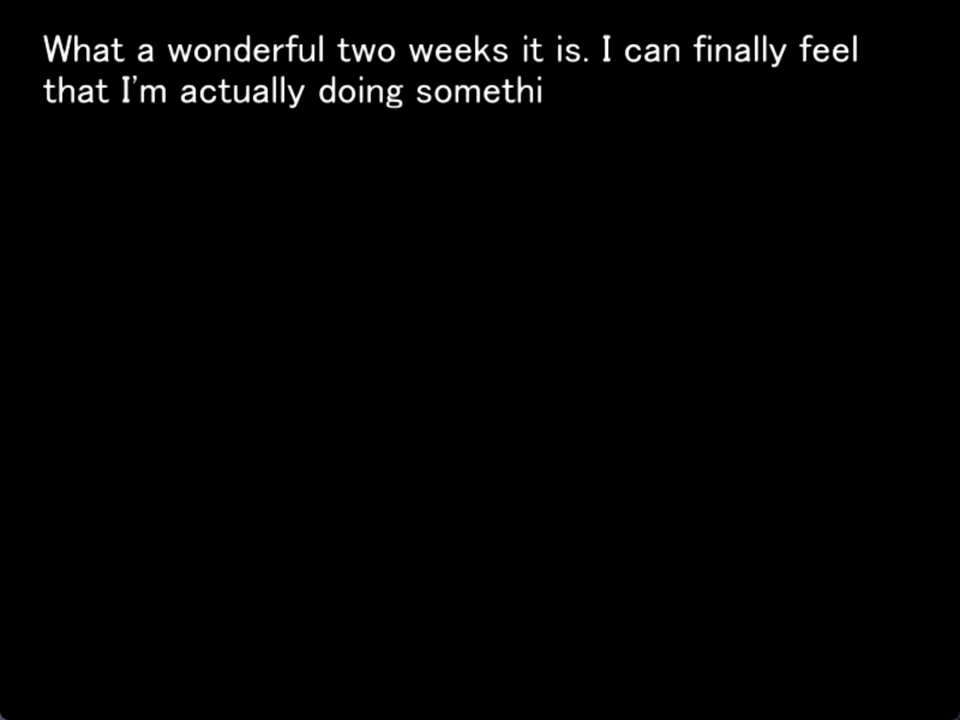 What a wonderful two weeks it is. I can finally feel
that I'm actually doing somethi